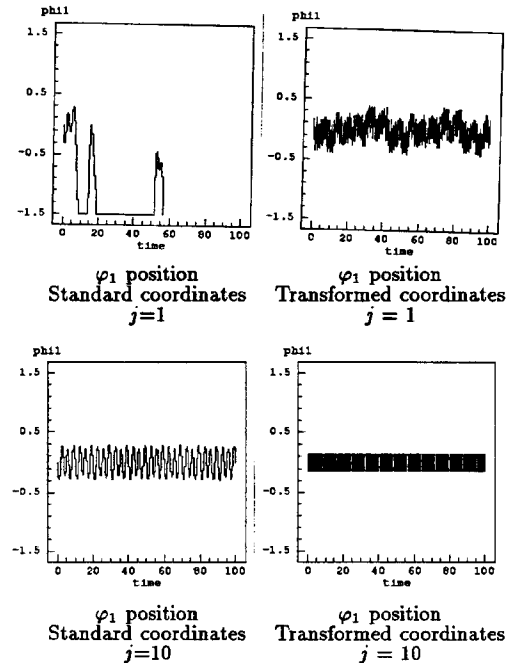 phi1
1.5
0.5
-0.5
-1.5
0 20 40 60 80 100
time
φ₁ position
Standard coordinates
j=1
phi1
1.5
0.5
-0.5
-1.5
0 20 40 60 80 100
time
φ₁ position
Transformed coordinates
j = 1
phi1
1.5
0.5
-0.5
-1.5
0 20 40 60 80 100
time
φ₁ position
Standard coordinates
j=10
phi1
1.5
0.5
-0.5
-1.5
0 20 40 60 80 100
time
φ₁ position
Transformed coordinates
j = 10